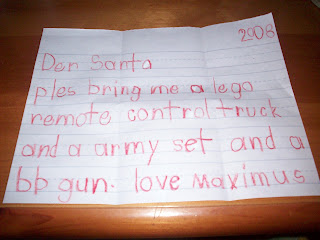 2008
Der Santa
ples bring me a lego
remote control truck
and a army set and a
bb gun. love Maximus